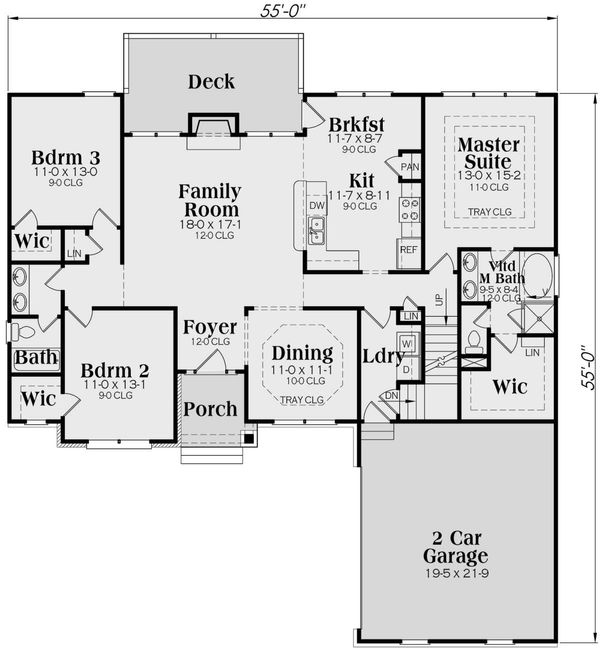 55'-0"
Deck
Brkfst
11-7 x 8-7
9-0 CLG
Bdrm 3
11-0 x 13-0
9-0 CLG
Master
Suite
13-0 x 15-2
11-0 CLG
TRAY CLG
PAN
Kit
11-7 x 8-11
9-0 CLG
Family
Room
18-0 x 17-1
12-0 CLG
DW
REF
Wic
LIN
Vltd
M Bath
9-5 x 8-4
12-0 CLG
UP
LIN
Foyer
12-0 CLG
Dining
11-0 x 11-1
10-0 CLG
TRAY CLG
Ldry
W
D
LIN
Bath
Bdrm 2
11-0 x 13-1
9-0 CLG
Wic
Wic
Porch
DN
55'-0"
2 Car
Garage
19-5 x 21-9